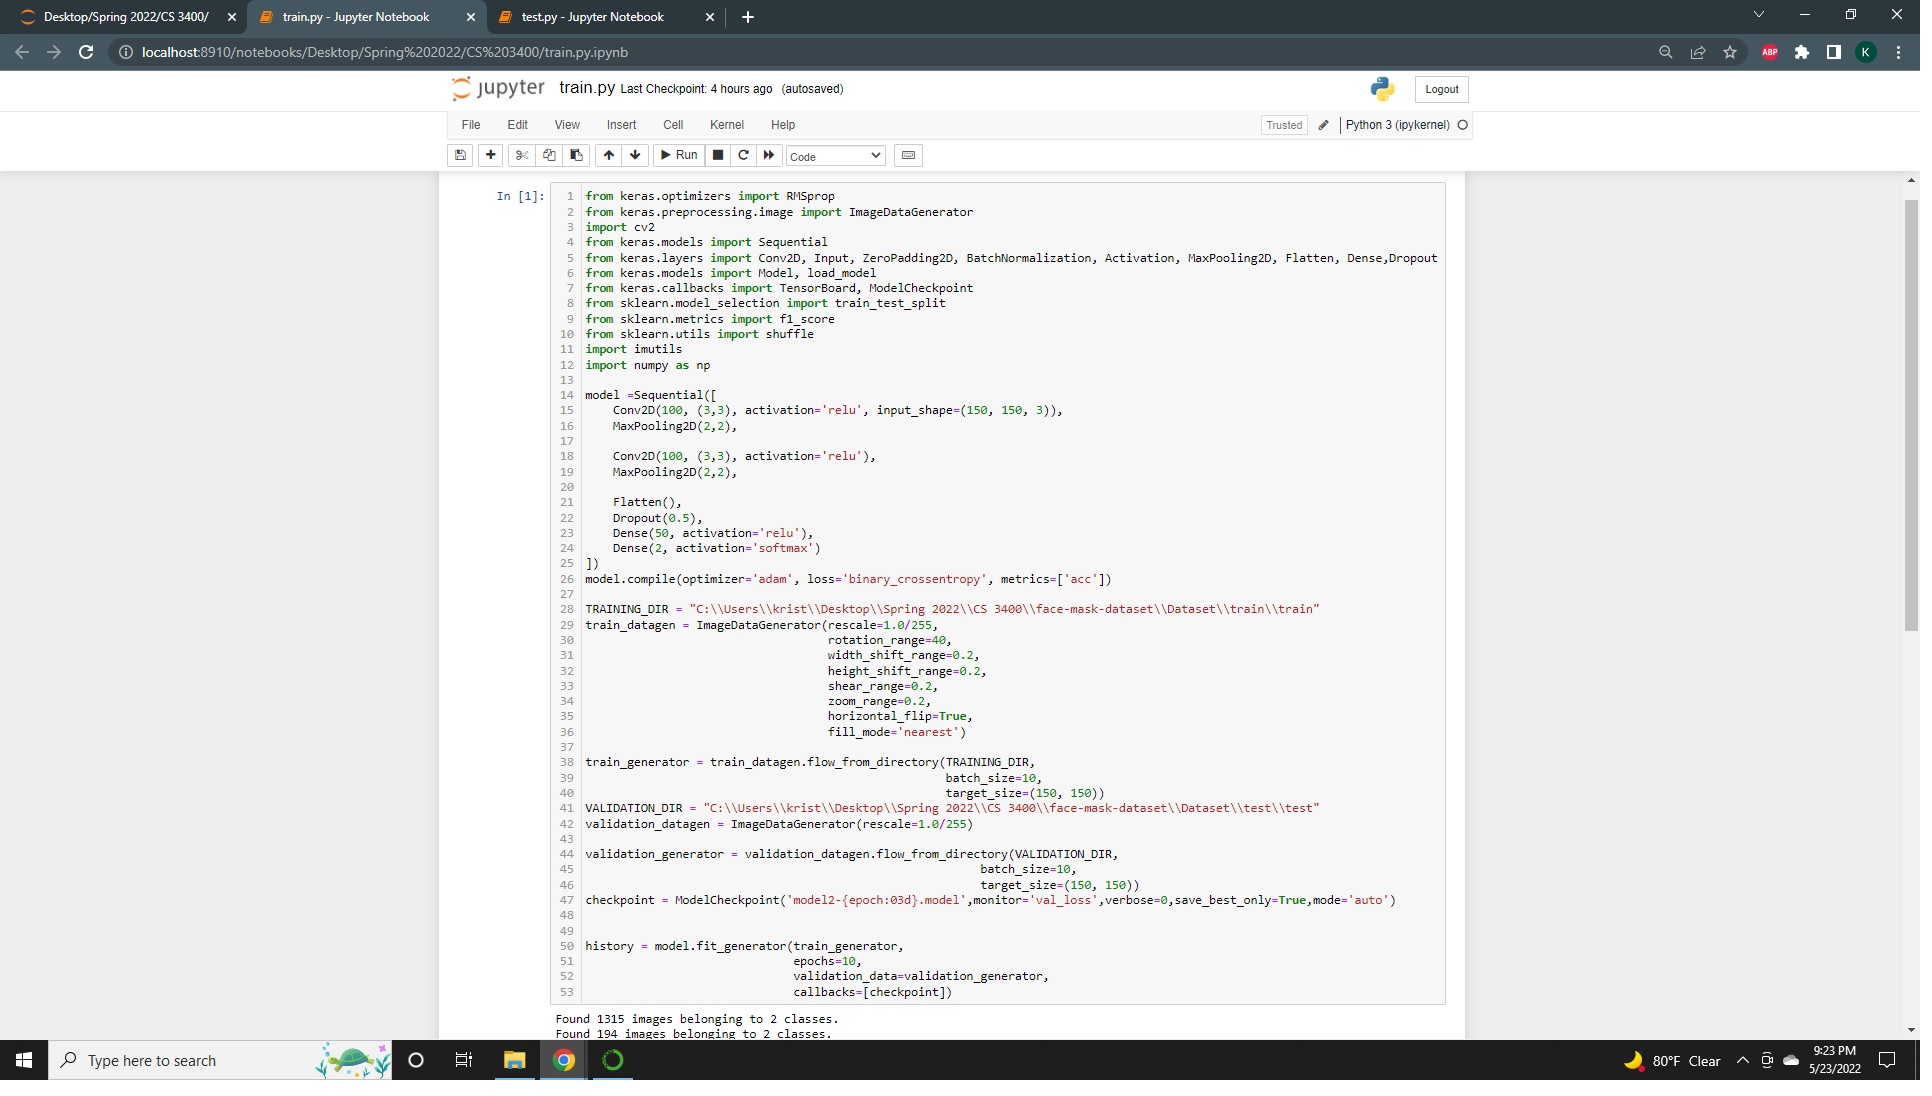 Desktop/Spring 2022/CS 3400/
train.py - Jupyter Notebook
test.py - Jupyter Notebook
localhost:8910/notebooks/Desktop/Spring%202022/CS%203400/train.py.ipynb
ABP
K
jupyter train.py Last Checkpoint: 4 hours ago (autosaved)
Logout
File Edit View Insert Cell Kernel Help
Trusted
Python 3 (ipykernel)
Run
Code
In [1]:
1 from keras.optimizers import RMSprop
2 from keras.preprocessing.image import ImageDataGenerator
3 import cv2
4 from keras.models import Sequential
5 from keras.layers import Conv2D, Input, ZeroPadding2D, BatchNormalization, Activation, MaxPooling2D, Flatten, Dense,Dropout
6 from keras.models import Model, load_model
7 from keras.callbacks import TensorBoard, ModelCheckpoint
8 from sklearn.model_selection import train_test_split
9 from sklearn.metrics import f1_score
10 from sklearn.utils import shuffle
11 import imutils
12 import numpy as np
13
14 model =Sequential([
15     Conv2D(100, (3,3), activation='relu', input_shape=(150, 150, 3)),
16     MaxPooling2D(2,2),
17
18     Conv2D(100, (3,3), activation='relu'),
19     MaxPooling2D(2,2),
20
21     Flatten(),
22     Dropout(0.5),
23     Dense(50, activation='relu'),
24     Dense(2, activation='softmax')
25 ])
26 model.compile(optimizer='adam', loss='binary_crossentropy', metrics=['acc'])
27
28 TRAINING_DIR = "C:\\Users\\krist\\Desktop\\Spring 2022\\CS 3400\\face-mask-dataset\\Dataset\\train\\train"
29 train_datagen = ImageDataGenerator(rescale=1.0/255,
30                                    rotation_range=40,
31                                    width_shift_range=0.2,
32                                    height_shift_range=0.2,
33                                    shear_range=0.2,
34                                    zoom_range=0.2,
35                                    horizontal_flip=True,
36                                    fill_mode='nearest')
37
38 train_generator = train_datagen.flow_from_directory(TRAINING_DIR,
39                                                     batch_size=10,
40                                                     target_size=(150, 150))
41 VALIDATION_DIR = "C:\\Users\\krist\\Desktop\\Spring 2022\\CS 3400\\face-mask-dataset\\Dataset\\test\\test"
42 validation_datagen = ImageDataGenerator(rescale=1.0/255)
43
44 validation_generator = validation_datagen.flow_from_directory(VALIDATION_DIR,
45                                                          batch_size=10,
46                                                          target_size=(150, 150))
47 checkpoint = ModelCheckpoint('model2-{epoch:03d}.model',monitor='val_loss',verbose=0,save_best_only=True,mode='auto')
48
49
50 history = model.fit_generator(train_generator,
51                               epochs=10,
52                               validation_data=validation_generator,
53                               callbacks=[checkpoint])
Found 1315 images belonging to 2 classes.
Found 194 images belonging to 2 classes.
Type here to search
80°F Clear
9:23 PM
5/23/2022